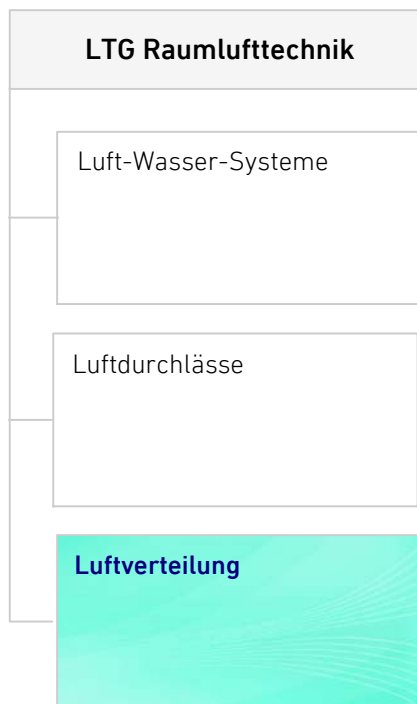 LTG Raumlufttechnik
Luft-Wasser-Systeme
Luftdurchlässe
Luftverteilung